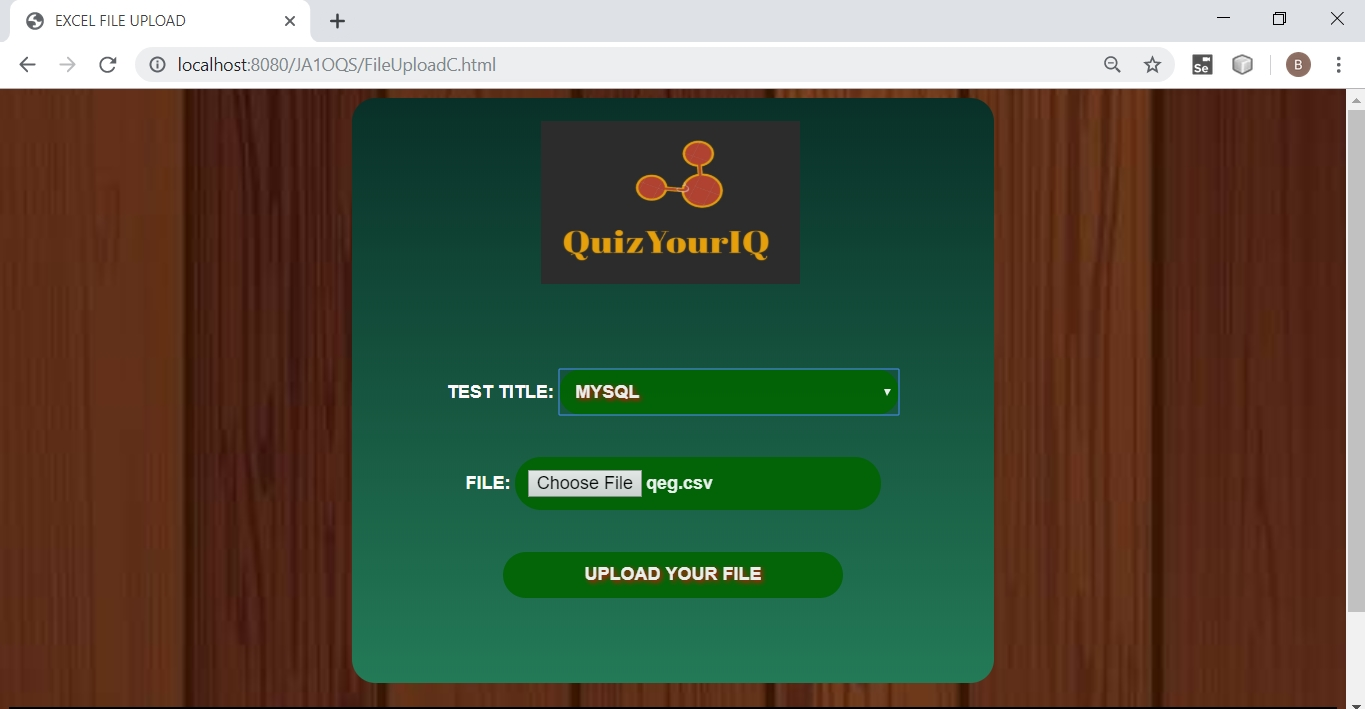 EXCEL FILE UPLOAD
localhost:8080/JA1OQS/FileUploadC.html
Se
B
QuizYourIQ
TEST TITLE: MYSQL
FILE: Choose File qeg.csv
UPLOAD YOUR FILE